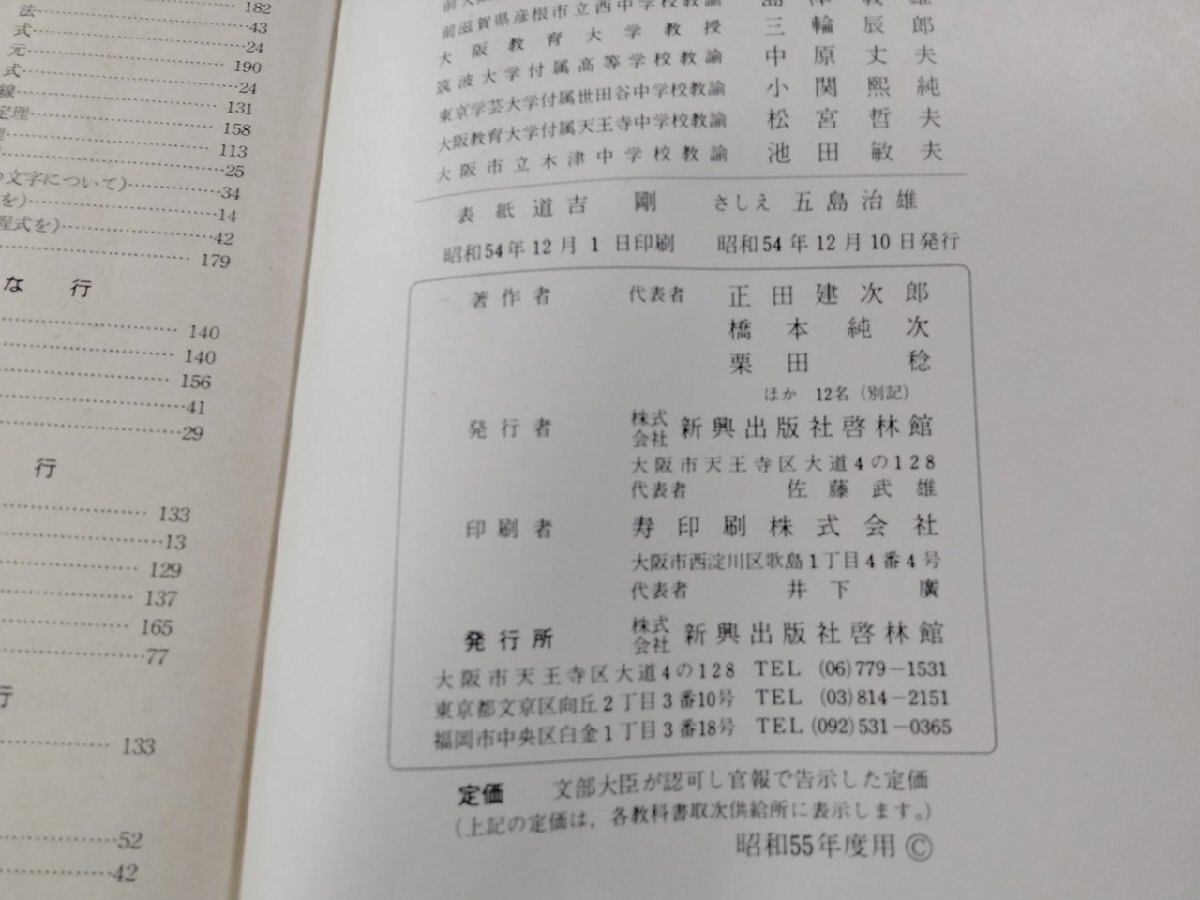 182
法 43
式 24
元 190
式 24
線 131
定理 158
理 113
25
の文字について) 34
を) 14
程式を) 42
179
な 行
140
140
156
41
29
行
133
13
129
137
165
77
行
133
52
42
前滋賀県彦根市立西中学校教諭 島津義雄
大阪教育大学教授 三輪辰郎
筑波大学付属高等学校教諭 中原丈夫
東京学芸大学付属世田谷中学校教諭 小関熙純
大阪教育大学付属天王寺中学校教諭 松宮哲夫
大阪市立木津中学校教諭 池田敏夫
表紙 道吉 剛 さしえ 五島治雄
昭和54年12月1日印刷 昭和54年12月10日発行
著作者 代表者 正田建次郎
橋本純次
栗田 稔
ほか 12名(別記)
発行者 株式会社 新興出版社啓林館
大阪市天王寺区大道4の128
代表者 佐藤武雄
印刷者 寿印刷株式会社
大阪市西淀川区歌島1丁目4番4号
代表者 井下 廣
発行所 株式会社 新興出版社啓林館
大阪市天王寺区大道4の128 TEL (06)779-1531
東京都文京区向丘2丁目3番10号 TEL (03)814-2151
福岡市中央区白金1丁目3番18号 TEL (092)531-0365
定価 文部大臣が認可し官報で告示した定価
(上記の定価は，各教科書取次供給所に表示します。)
昭和55年度用 ©